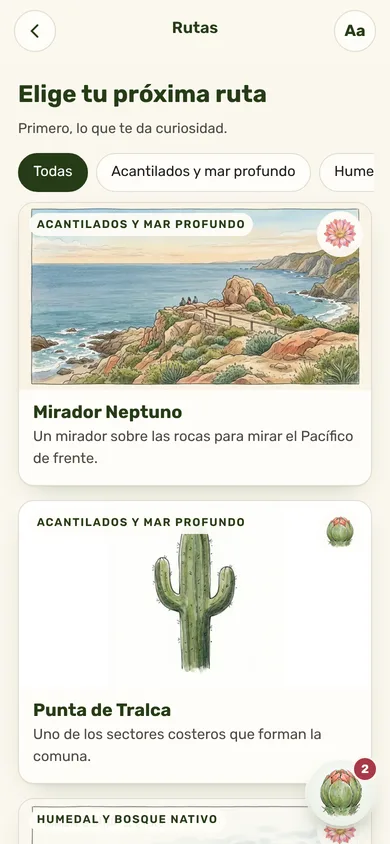 Rutas
Aa
Elige tu próxima ruta
Primero, lo que te da curiosidad.
Todas
Acantilados y mar profundo
Hume
ACANTILADOS Y MAR PROFUNDO
Mirador Neptuno
Un mirador sobre las rocas para mirar el Pacífico
de frente.
ACANTILADOS Y MAR PROFUNDO
Punta de Tralca
Uno de los sectores costeros que forman la
comuna.
2
HUMEDAL Y BOSQUE NATIVO